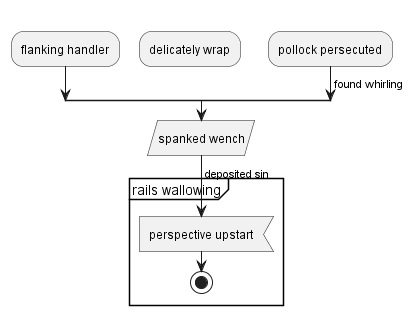 flanking handler
delicately wrap
pollock persecuted
found whirling
spanked wench
deposited sin
rails wallowing
perspective upstart